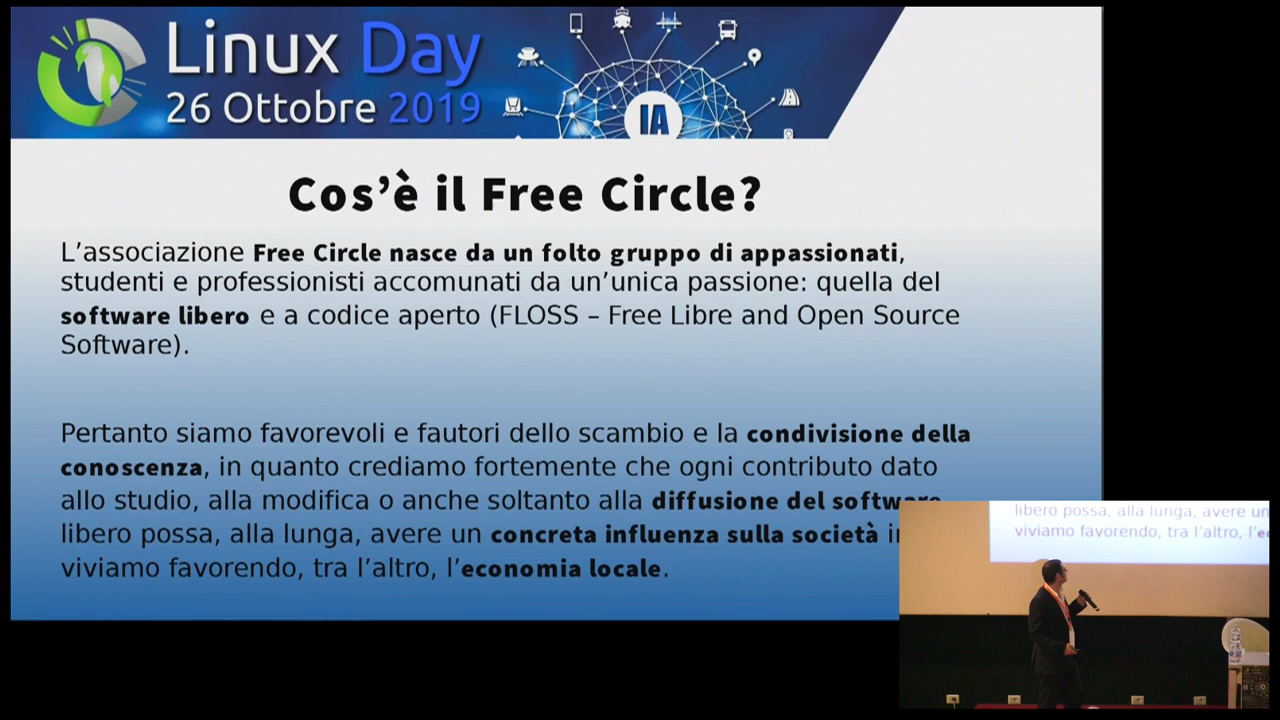 Linux Day
26 Ottobre 2019
IA
Cos'è il Free Circle?
L'associazione Free Circle nasce da un folto gruppo di appassionati,
studenti e professionisti accomunati da un'unica passione: quella del
software libero e a codice aperto (FLOSS – Free Libre and Open Source
Software).
Pertanto siamo favorevoli e fautori dello scambio e la condivisione della
conoscenza, in quanto crediamo fortemente che ogni contributo dato
allo studio, alla modifica o anche soltanto alla diffusione del software
libero possa, alla lunga, avere un concreta influenza sulla società
viviamo favorendo, tra l'altro, l'economia locale.
libero possa, alla lunga, avere un
viviamo favorendo, tra l'altro,